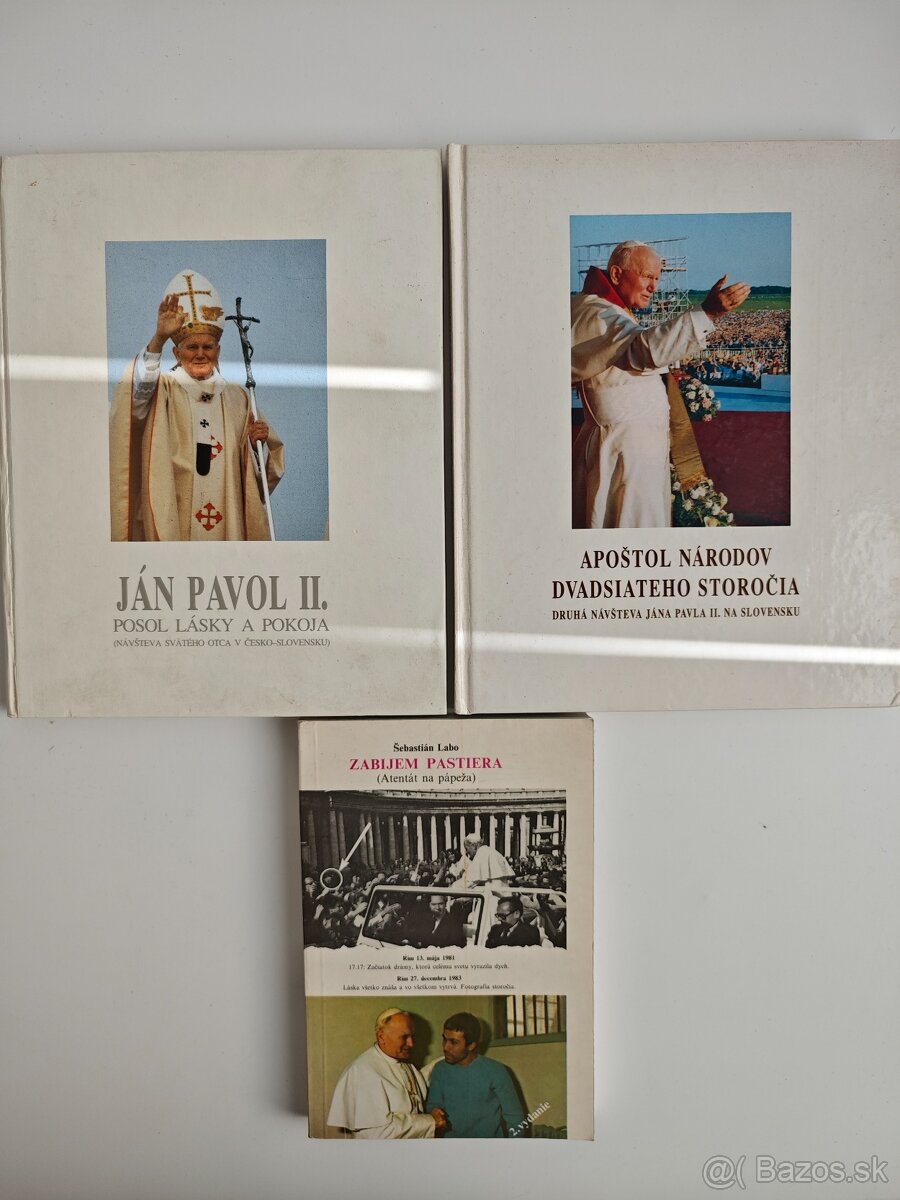 JÁN PAVOL II.
POSOL LÁSKY A POKOJA
(NÁVŠTEVA SVÄTÉHO OTCA V ČESKO-SLOVENSKU)
APOŠTOL NÁRODOV
DVADSIATEHO STOROČIA
DRUHÁ NÁVŠTEVA JÁNA PAVLA II. NA SLOVENSKU
Šebastián Labo
ZABIJEM PASTIERA
(Atentát na pápeža)
Rím 13. mája 1981
17.17: Začiatok drámy, ktorá celému svetu vyrazila dych.
Rím 27. decembra 1983
Láska všetko znáša a vo všetkom vytrvá. Fotografia storočia.
2. vydanie
@( Bazos.sk